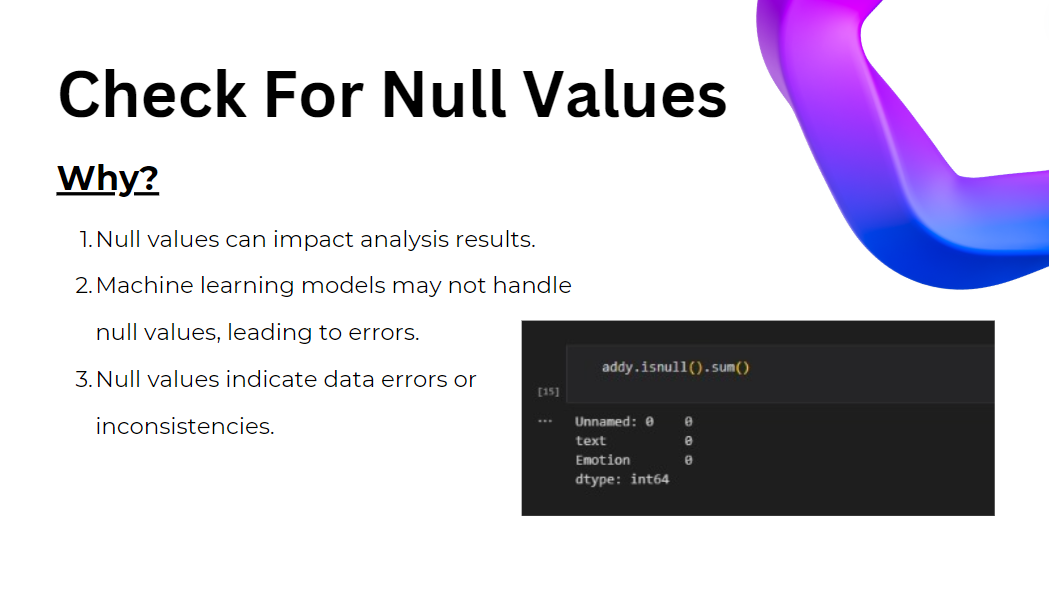 Check For Null Values
Why?
1. Null values can impact analysis results.
2. Machine learning models may not handle
null values, leading to errors.
3. Null values indicate data errors or
inconsistencies.
addy.isnull().sum()
[15]
... Unnamed: 0    0
text          0
Emotion       0
dtype: int64